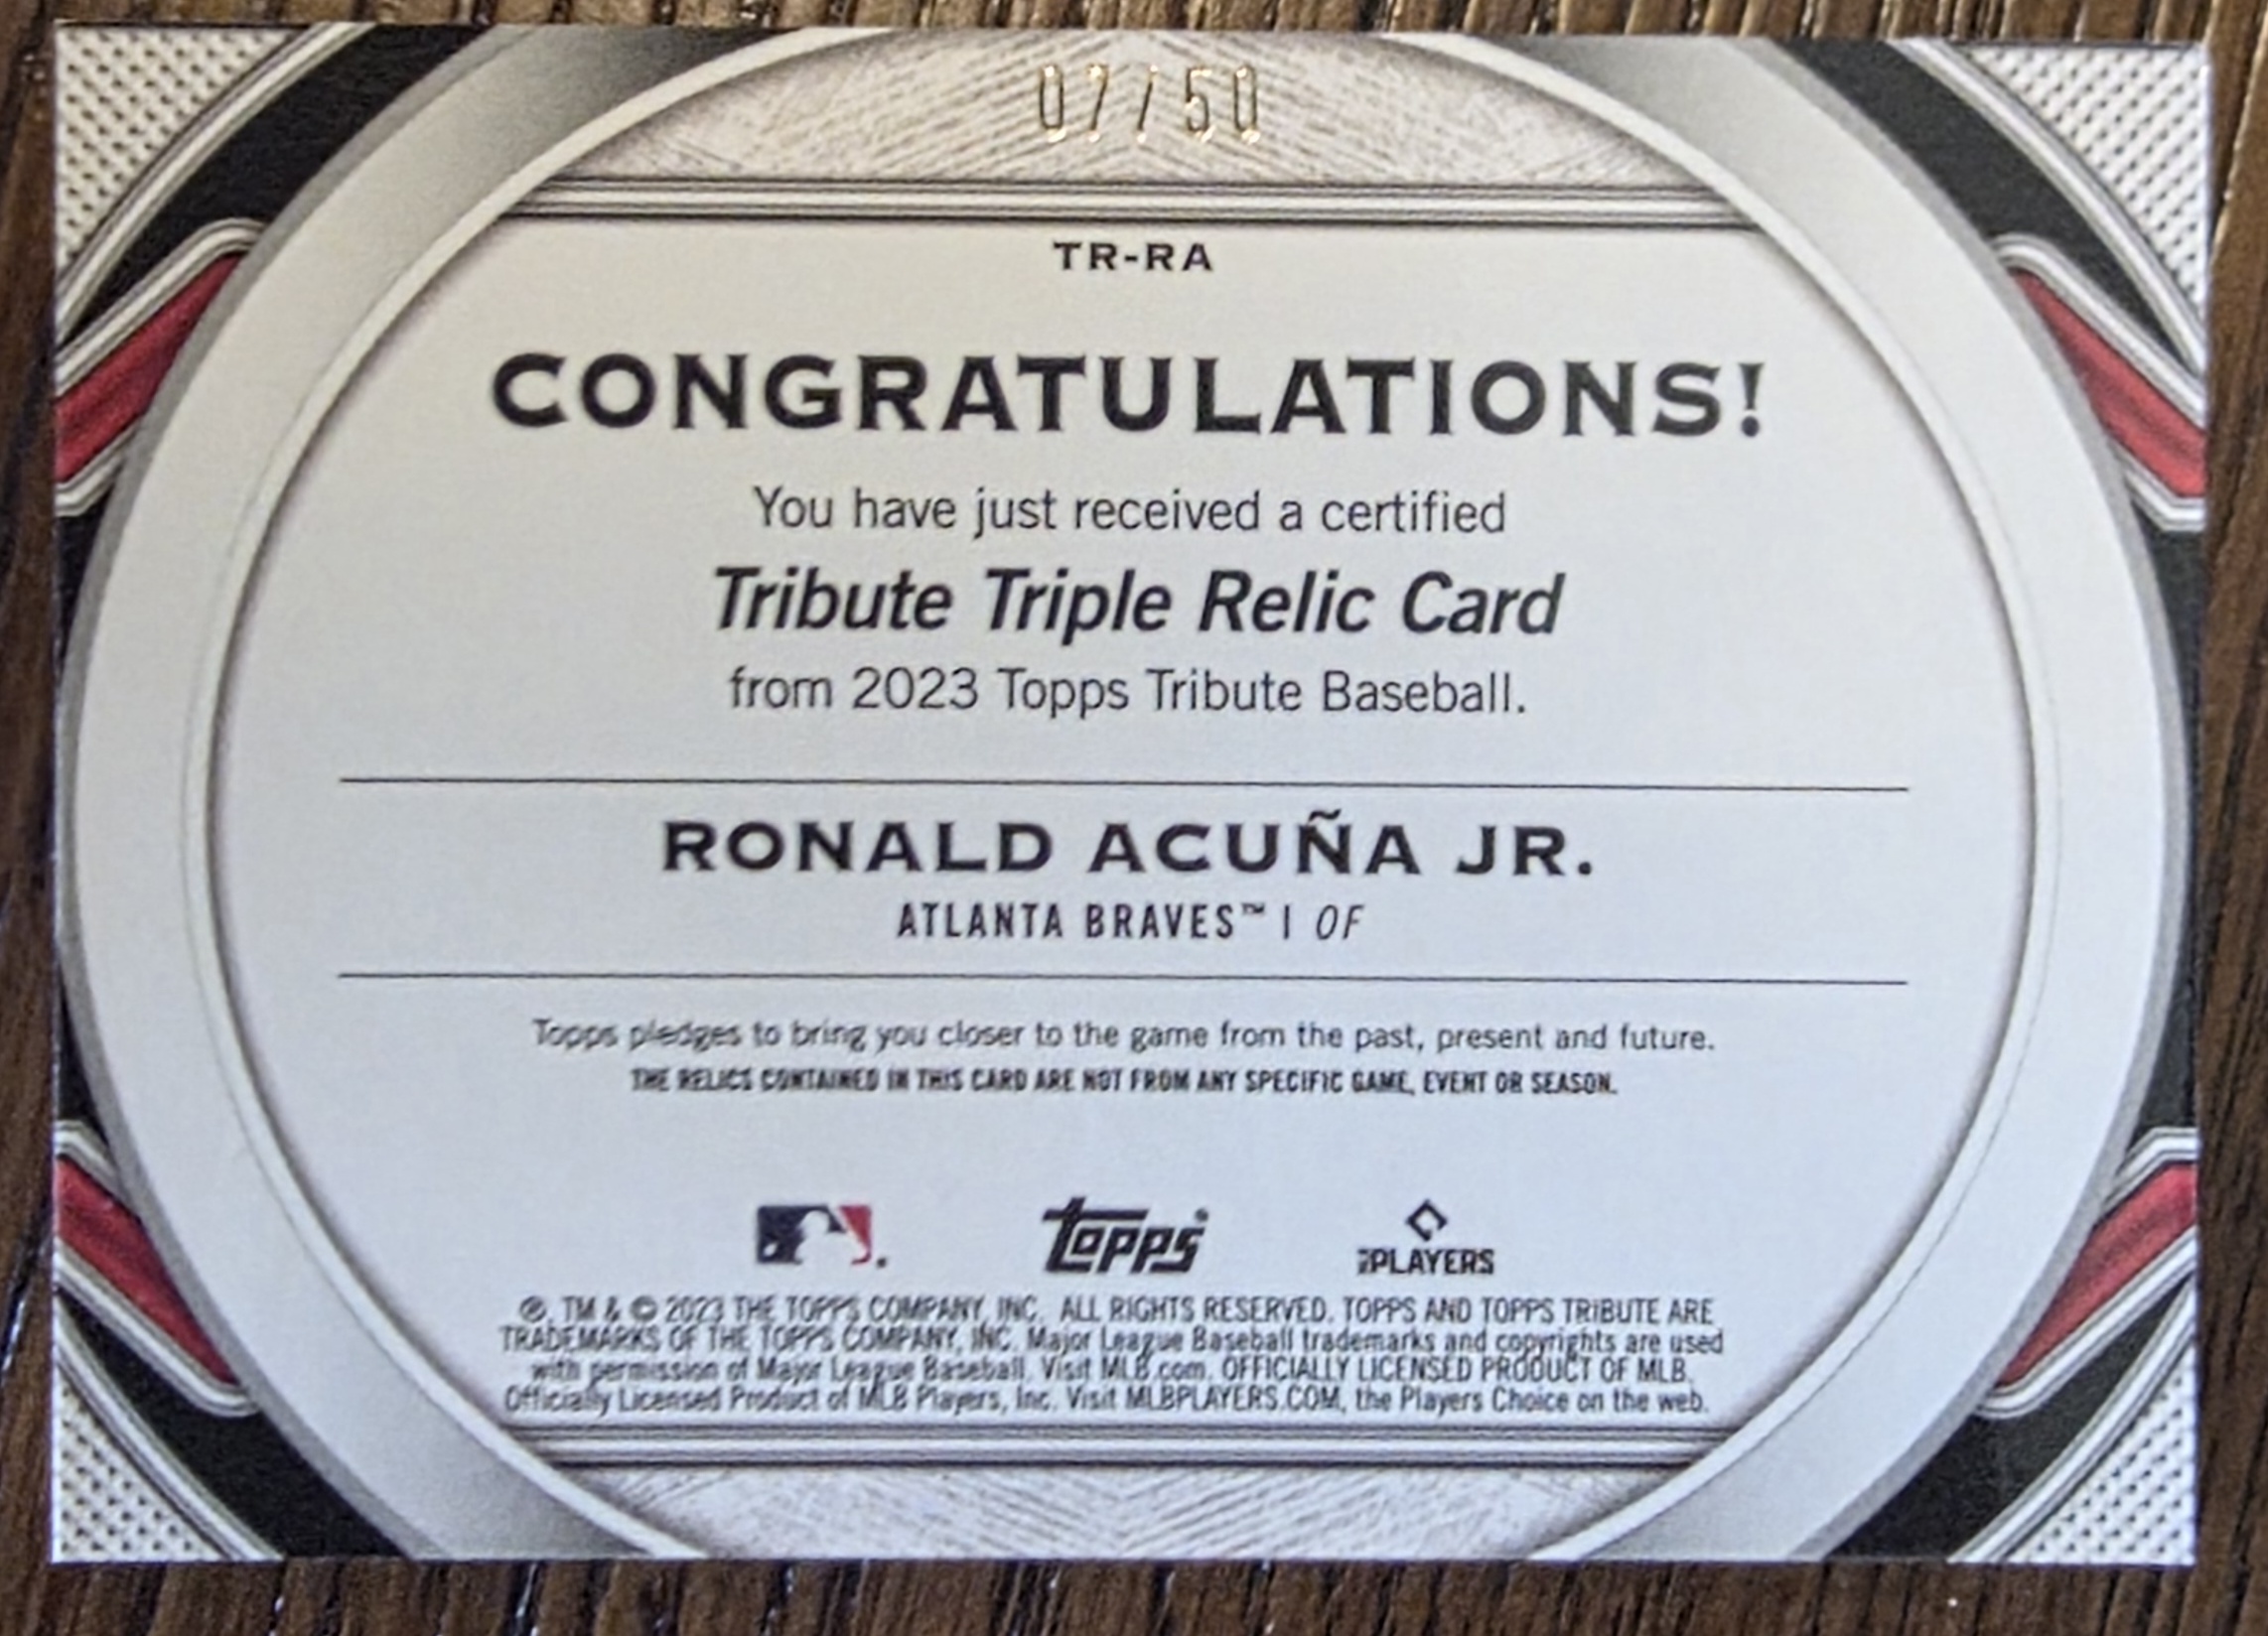 07/50
TR-RA
CONGRATULATIONS!
You have just received a certified
Tribute Triple Relic Card
from 2023 Topps Tribute Baseball.
RONALD ACUÑA JR.
ATLANTA BRAVES™ | OF
Topps pledges to bring you closer to the game from the past, present and future.
THE RELICS CONTAINED IN THIS CARD ARE NOT FROM ANY SPECIFIC GAME, EVENT OR SEASON.
topps PLAYERS
®, TM & © 2023 THE TOPPS COMPANY, INC. ALL RIGHTS RESERVED. TOPPS AND TOPPS TRIBUTE ARE
TRADEMARKS OF THE TOPPS COMPANY, INC. Major League Baseball trademarks and copyrights are used
with permission of Major League Baseball. Visit MLB.com. OFFICIALLY LICENSED PRODUCT OF MLB.
Officially Licensed Product of MLB Players, Inc. Visit MLBPLAYERS.COM, the Players Choice on the web.